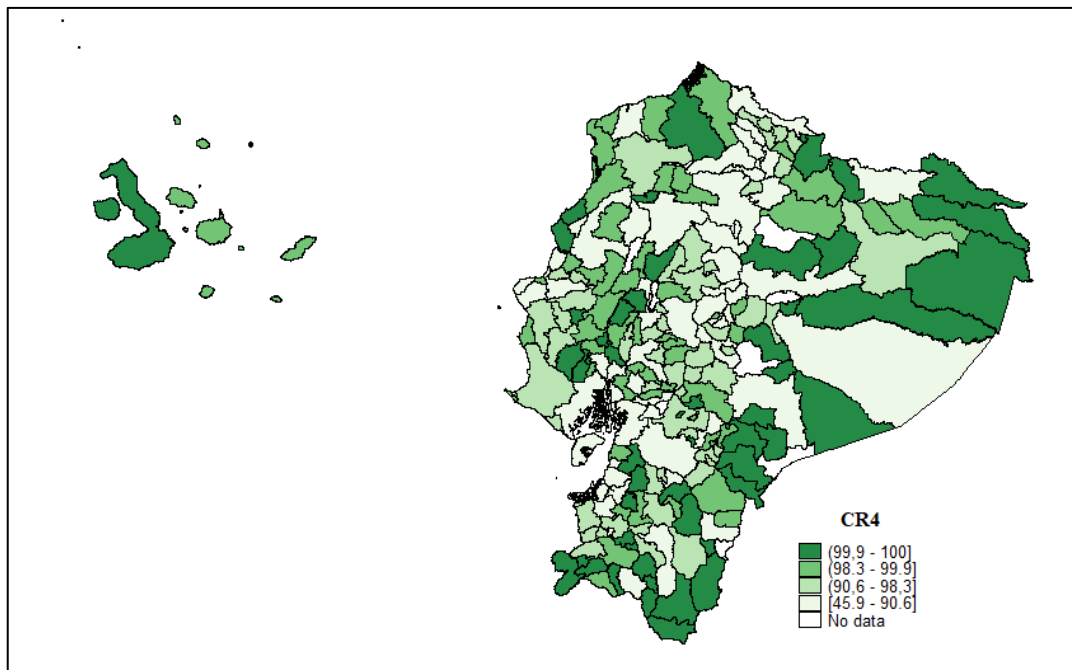 CR4
(99,9 - 100]
(98.3 - 99.9]
(90,6 - 98,3]
[45.9 - 90.6]
No data